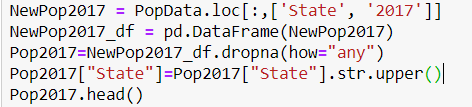 NewPop2017 = PopData.loc[:,['State', '2017']]
NewPop2017_df = pd.DataFrame(NewPop2017)
Pop2017=NewPop2017_df.dropna(how="any")
Pop2017["State"]=Pop2017["State"].str.upper()
Pop2017.head()